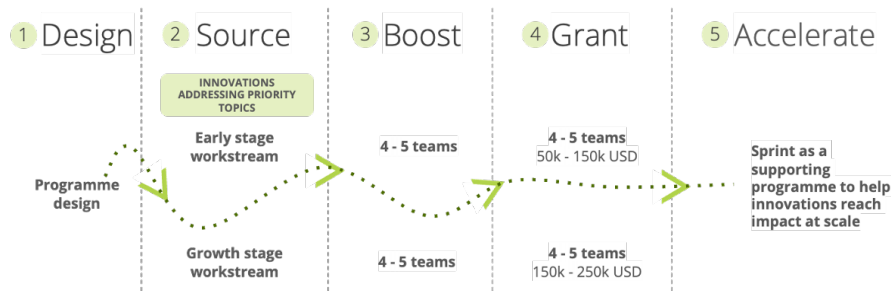 1 Design
2 Source
3 Boost
4 Grant
5 Accelerate
INNOVATIONS
ADDRESSING PRIORITY
TOPICS
Programme
design
Early stage
workstream
Growth stage
workstream
4 - 5 teams
4 - 5 teams
4 - 5 teams
50k - 150k USD
4 - 5 teams
150k - 250k USD
Sprint as a
supporting
programme to help
innovations reach
impact at scale